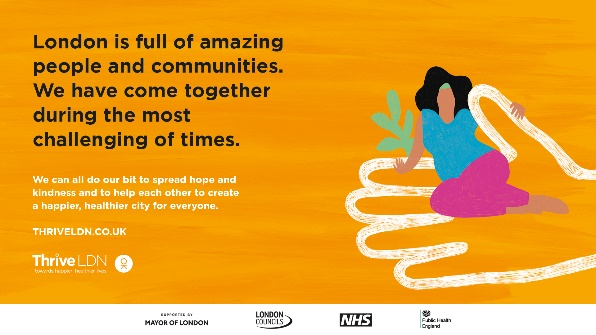 London is full of amazing
people and communities.
We have come together
during the most
challenging of times.
We can all do our bit to spread hope and
kindness and to help each other to create
a happier, healthier city for everyone.
THRIVELDN.CO.UK
Thrive LDN
towards happier, healthier lives
OK
SUPPORTED BY
MAYOR OF LONDON
LONDON
COUNCILS
NHS
Public Health
England